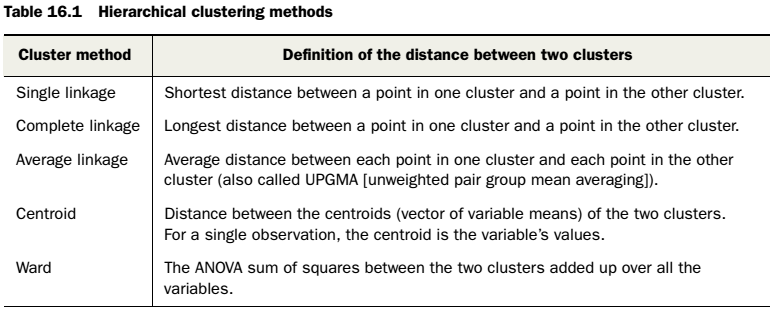 Table 16.1 Hierarchical clustering methods
Cluster method Definition of the distance between two clusters
Single linkage Shortest distance between a point in one cluster and a point in the other cluster.
Complete linkage Longest distance between a point in one cluster and a point in the other cluster.
Average linkage Average distance between each point in one cluster and each point in the other
cluster (also called UPGMA [unweighted pair group mean averaging]).
Centroid Distance between the centroids (vector of variable means) of the two clusters.
For a single observation, the centroid is the variable's values.
Ward The ANOVA sum of squares between the two clusters added up over all the
variables.